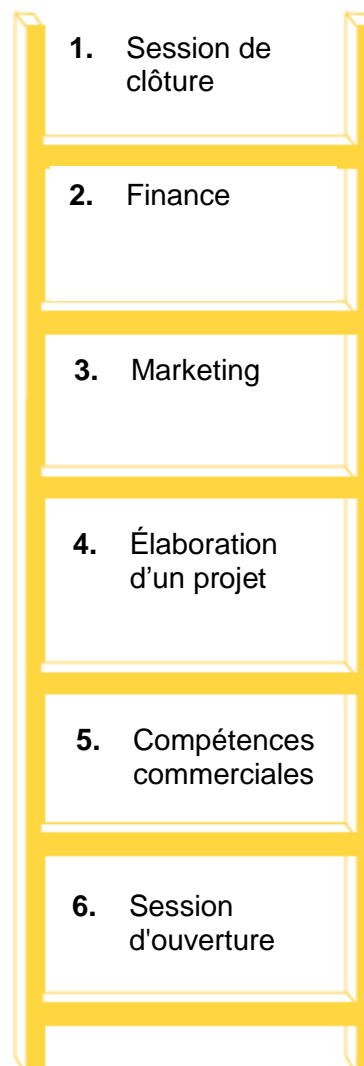 1. Session de
clôture
2. Finance
3. Marketing
4. Élaboration
d’un projet
5. Compétences
commerciales
6. Session
d'ouverture